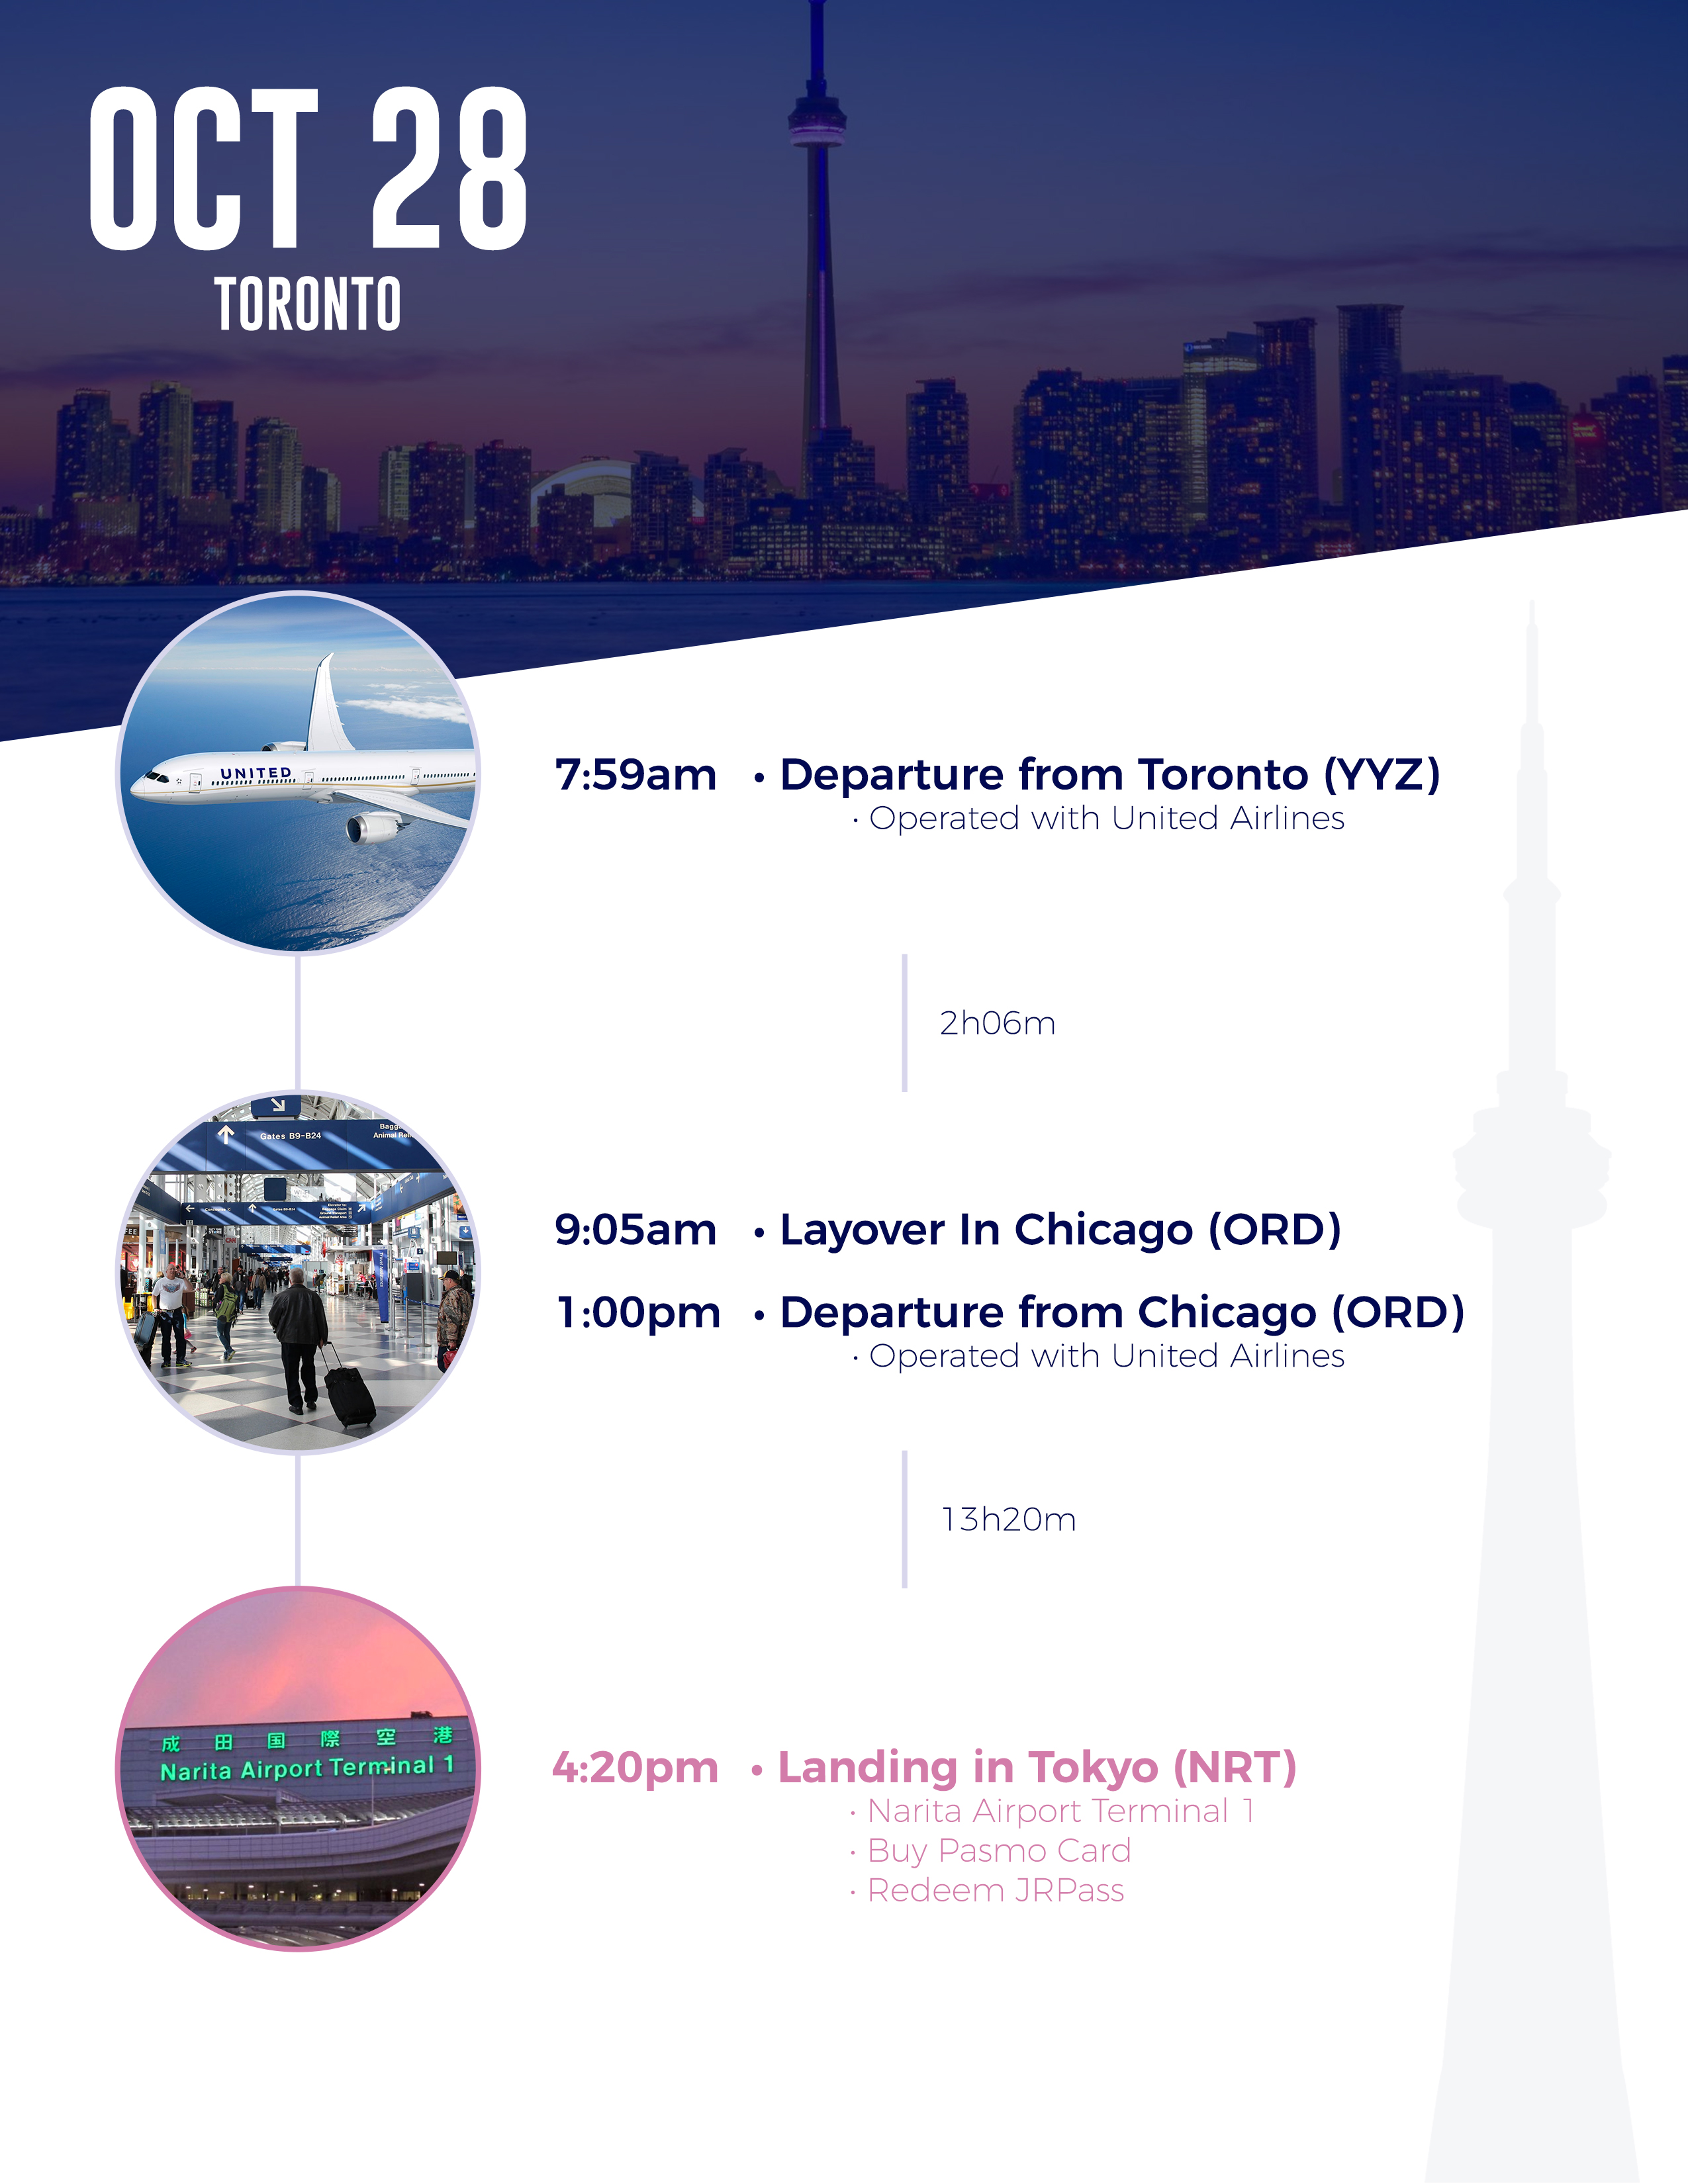 OCT 28
TORONTO
UNITED
7:59am • Departure from Toronto (YYZ)
• Operated with United Airlines
2h06m
Gates B9-B24
9:05am • Layover In Chicago (ORD)
1:00pm • Departure from Chicago (ORD)
• Operated with United Airlines
13h20m
成田国際空港
Narita Airport Terminal 1
4:20pm • Landing in Tokyo (NRT)
• Narita Airport Terminal 1
• Buy Pasmo Card
• Redeem JRPass